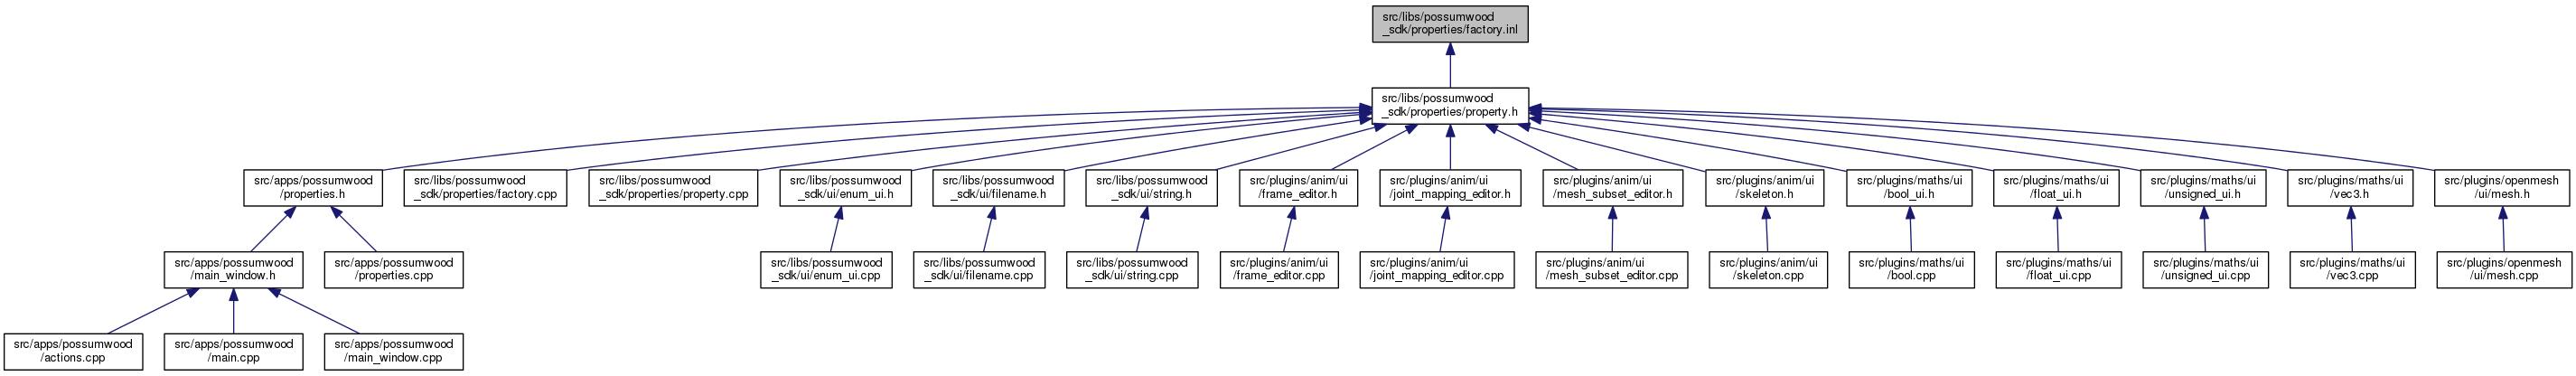 src/libs/possumwood
_sdk/properties/factory.inl
src/libs/possumwood
_sdk/properties/property.h
src/apps/possumwood
/properties.h
src/libs/possumwood
_sdk/properties/factory.cpp
src/libs/possumwood
_sdk/properties/property.cpp
src/libs/possumwood
_sdk/ui/enum_ui.h
src/libs/possumwood
_sdk/ui/filename.h
src/libs/possumwood
_sdk/ui/string.h
src/plugins/anim/ui
/frame_editor.h
src/plugins/anim/ui
/joint_mapping_editor.h
src/plugins/anim/ui
/mesh_subset_editor.h
src/plugins/anim/ui
/skeleton.h
src/plugins/maths/ui
/bool_ui.h
src/plugins/maths/ui
/float_ui.h
src/plugins/maths/ui
/unsigned_ui.h
src/plugins/maths/ui
/vec3.h
src/plugins/openmesh
/ui/mesh.h
src/apps/possumwood
/main_window.h
src/apps/possumwood
/properties.cpp
src/libs/possumwood
_sdk/ui/enum_ui.cpp
src/libs/possumwood
_sdk/ui/filename.cpp
src/libs/possumwood
_sdk/ui/string.cpp
src/plugins/anim/ui
/frame_editor.cpp
src/plugins/anim/ui
/joint_mapping_editor.cpp
src/plugins/anim/ui
/mesh_subset_editor.cpp
src/plugins/anim/ui
/skeleton.cpp
src/plugins/maths/ui
/bool.cpp
src/plugins/maths/ui
/float_ui.cpp
src/plugins/maths/ui
/unsigned_ui.cpp
src/plugins/maths/ui
/vec3.cpp
src/plugins/openmesh
/ui/mesh.cpp
src/apps/possumwood
/actions.cpp
src/apps/possumwood
/main.cpp
src/apps/possumwood
/main_window.cpp